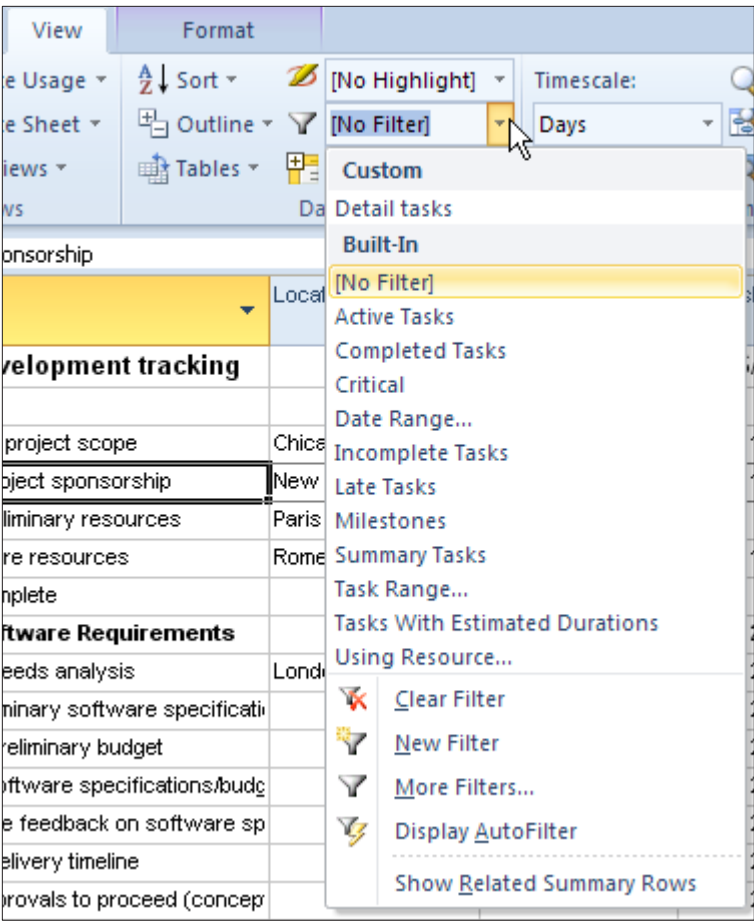 View Format
e Usage Sort [No Highlight] Timescale:
e Sheet Outline [No Filter] Days
iews Tables
ws Da
Custom
Detail tasks
Built-In
[No Filter]
Active Tasks
Completed Tasks
Critical
Date Range...
Incomplete Tasks
Late Tasks
Milestones
Summary Tasks
Task Range...
Tasks With Estimated Durations
Using Resource...
Clear Filter
New Filter
More Filters...
Display AutoFilter
Show Related Summary Rows
onsorship
Locat
velopment tracking
project scope Chica
oject sponsorship New
liminary resources Paris
re resources Rome
mplete
ftware Requirements
eeds analysis Londo
minary software specificati
reliminary budget
oftware specifications/budg
e feedback on software sp
elivery timeline
provals to proceed (concep